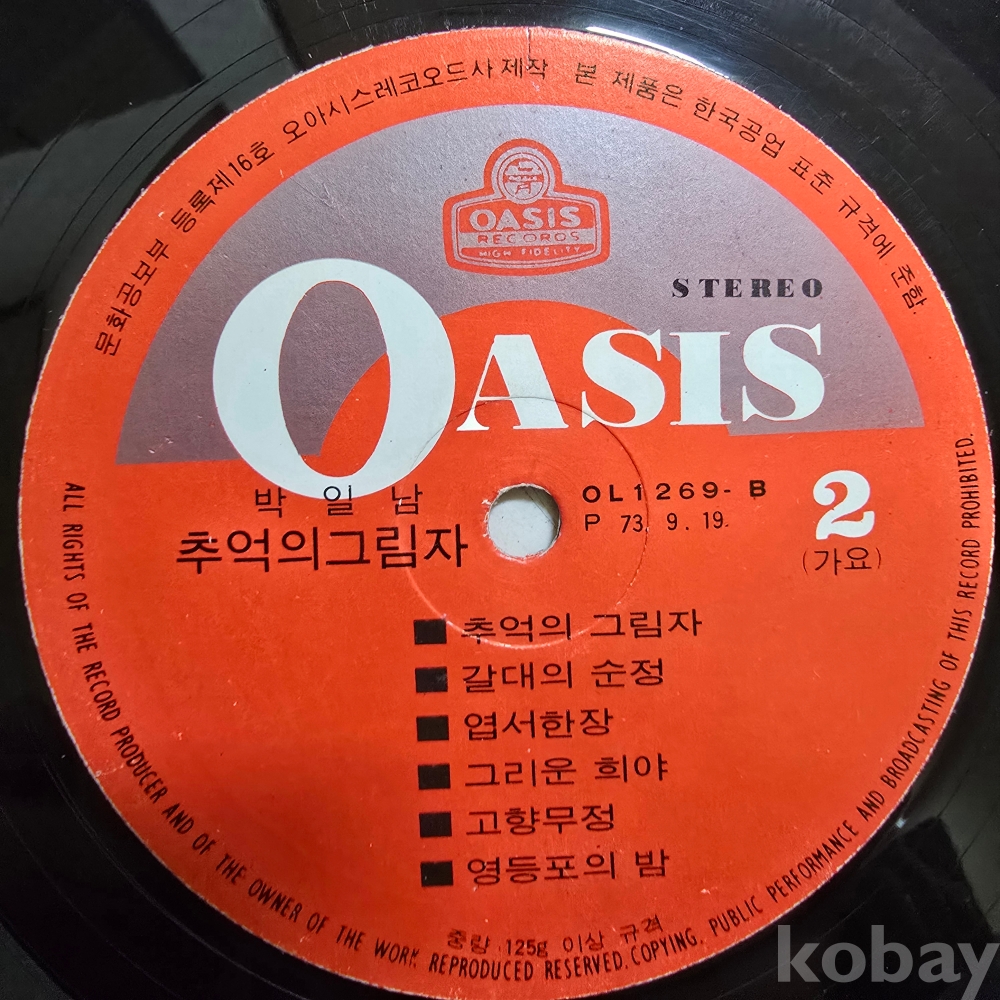 문화공보부 등록제16호 오아시스레코오드사 제작 본 제품은 한국공업 표준 규격에 준함.
OASIS
RECORDS
HIGH FIDELITY
STEREO
OASIS
박 일 남
추억의그림자
OL1269-B
P 73. 9. 19.
2
(가요)
■ 추억의 그림자
■ 갈대의 순정
■ 엽서한장
■ 그리운 희야
■ 고향무정
■ 영등포의 밤
중량 125g 이상 규격
ALL RIGHTS OF THE RECORD PRODUCER AND OF THE OWNER OF THE WORK REPRODUCED RESERVED. COPYING, PUBLIC PERFORMANCE AND BROADCASTING OF THIS RECORD PROHIBITED.
kobay